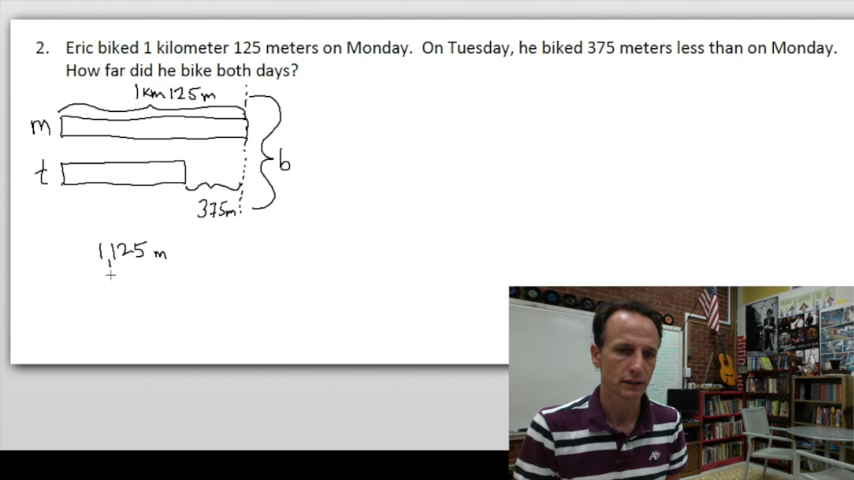 2. Eric biked 1 kilometer 125 meters on Monday. On Tuesday, he biked 375 meters less than on Monday.
How far did he bike both days?
1km 125m
m
t
b
375m
1,125 m